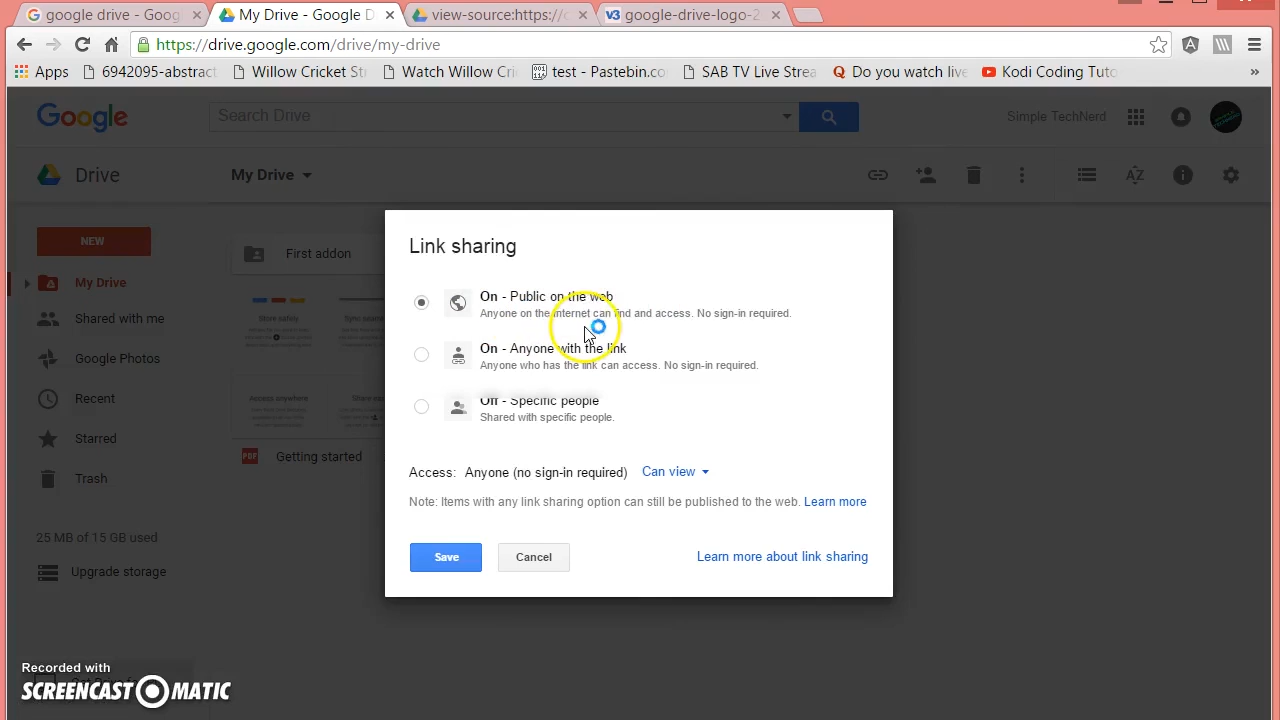 google drive - Goog
My Drive - Google D
view-source:https://
google-drive-logo-2
https://drive.google.com/drive/my-drive
Apps
6942095-abstract
Willow Cricket St
Watch Willow Cri
test - Pastebin.co
SAB TV Live Strea
Do you watch live
Kodi Coding Tuto
»
Google
Search Drive
Simple TechNerd
Drive
My Drive
AZ
NEW
My Drive
Shared with me
Google Photos
Recent
Starred
Trash
25 MB of 15 GB used
Upgrade storage
First addon
Store safely
Access anywhere
PDF
Getting started
Link sharing
On - Public on the web
Anyone on the internet can find and access. No sign-in required.
On - Anyone with the link
Anyone who has the link can access. No sign-in required.
Off - Specific people
Shared with specific people.
Access: Anyone (no sign-in required) Can view
Note: Items with any link sharing option can still be published to the web. Learn more
Save
Cancel
Learn more about link sharing
Recorded with
SCREENCAST MATIC